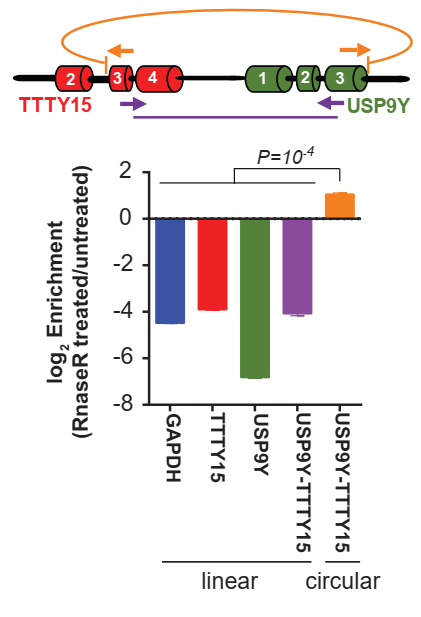 2 3 4 1 2 3
TTTY15 USP9Y
P=10-4
log2 Enrichment
(RnaseR treated/untreated)
2
0
-2
-4
-6
-8
GAPDH
TTTY15
USP9Y
USP9Y-TTTY15
USP9Y-TTTY15
linear circular